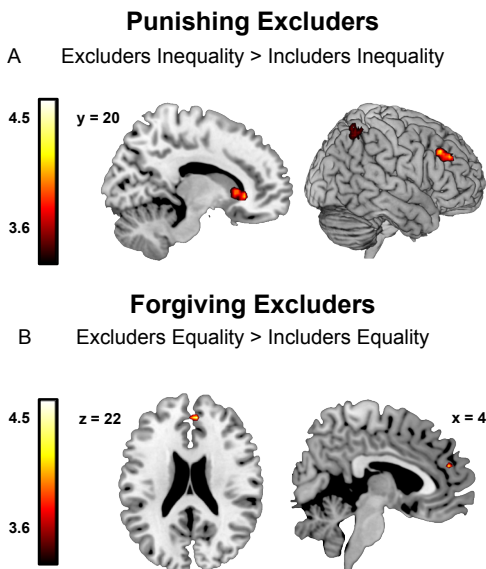 Punishing Excluders
A Excluders Inequality > Includers Inequality
4.5
y = 20
3.6
Forgiving Excluders
B Excluders Equality > Includers Equality
4.5
z = 22
x = 4
3.6